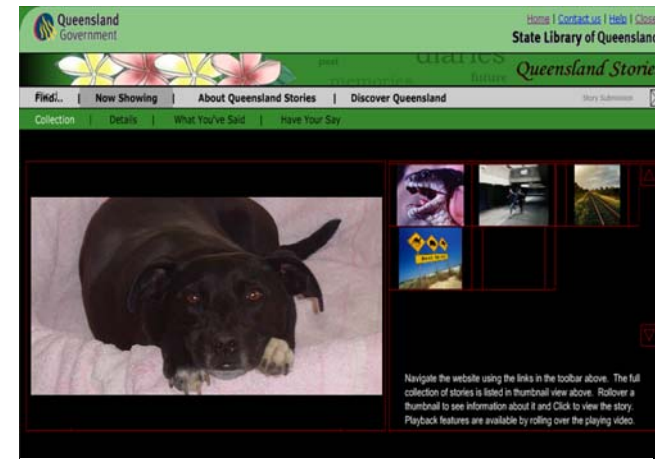 Queensland
Government
Home | Contact us | Help | Close
State Library of Queensland
past
diaries
memories
future
Queensland Stories
Find... | Now Showing | About Queensland Stories | Discover Queensland
Story Submission
Collection | Details | What You've Said | Have Your Say
Navigate the website using the links in the toolbar above. The full
collection of stories is listed in thumbnail view above. Rollover a
thumbnail to see information about it and Click to view the story.
Playback features are available by rolling over the playing video.